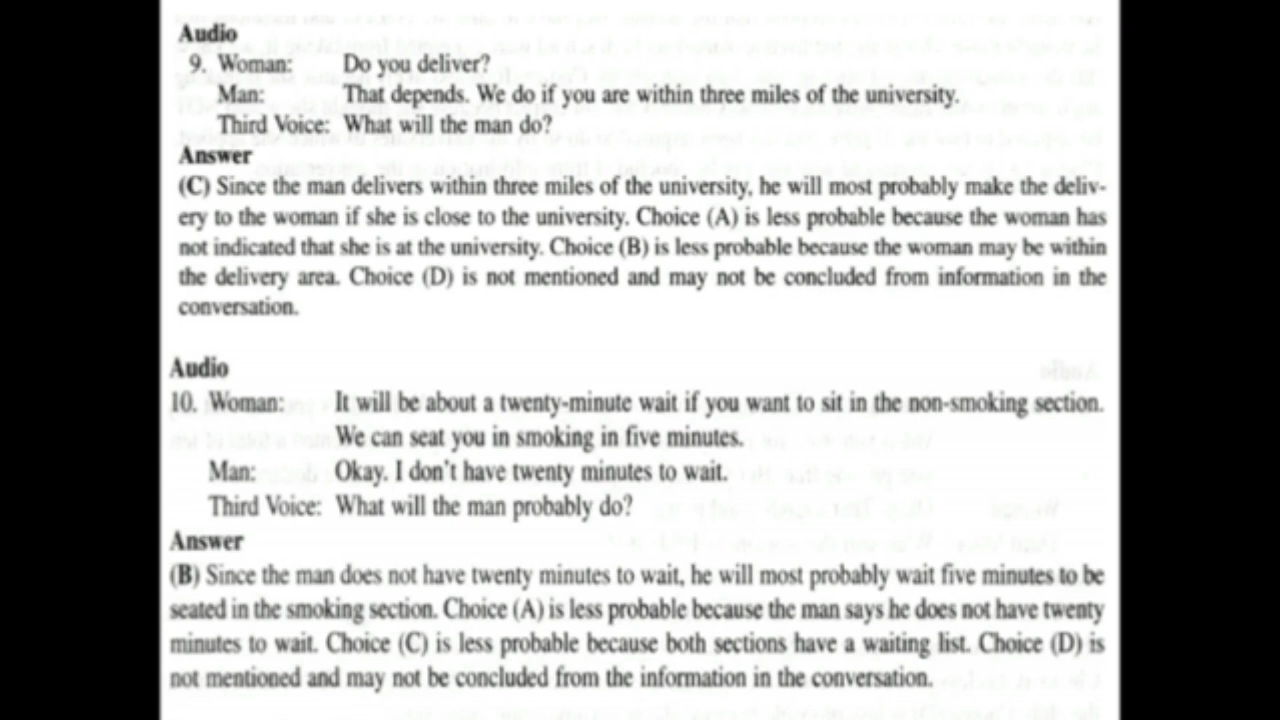 Audio
9. Woman: Do you deliver?
Man: That depends. We do if you are within three miles of the university.
Third Voice: What will the man do?
Answer
(C) Since the man delivers within three miles of the university, he will most probably make the deliv-
ery to the woman if she is close to the university. Choice (A) is less probable because the woman has
not indicated that she is at the university. Choice (B) is less probable because the woman may be within
the delivery area. Choice (D) is not mentioned and may not be concluded from information in the
conversation.
Audio
10. Woman: It will be about a twenty-minute wait if you want to sit in the non-smoking section.
We can seat you in smoking in five minutes.
Man: Okay. I don't have twenty minutes to wait.
Third Voice: What will the man probably do?
Answer
(B) Since the man does not have twenty minutes to wait, he will most probably wait five minutes to be
seated in the smoking section. Choice (A) is less probable because the man says he does not have twenty
minutes to wait. Choice (C) is less probable because both sections have a waiting list. Choice (D) is
not mentioned and may not be concluded from the information in the conversation.